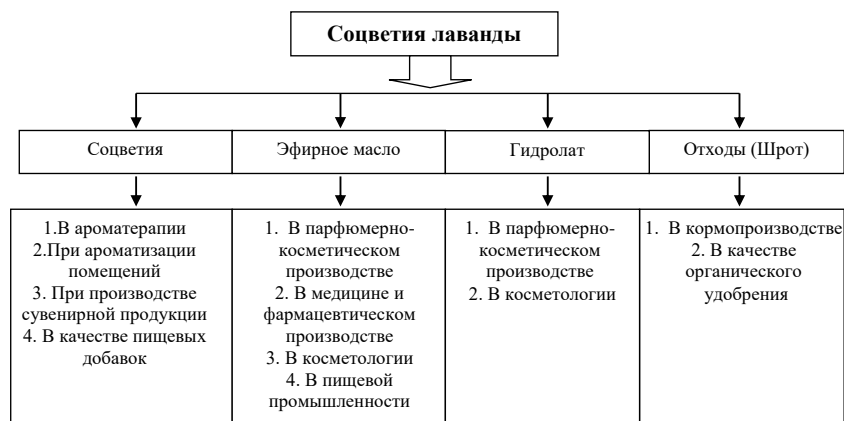 Соцветия лаванды
Соцветия
Эфирное масло
Гидролат
Отходы (Шрот)
1.В ароматерапии
2.При ароматизации
помещений
3. При производстве
сувенирной продукции
4. В качестве пищевых
добавок
1. В парфюмерно-
косметическом
производстве
2. В медицине и
фармацевтическом
производстве
3. В косметологии
4. В пищевой
промышленности
1. В парфюмерно-
косметическом
производстве
2. В косметологии
1. В кормопроизводстве
2. В качестве
органического
удобрения